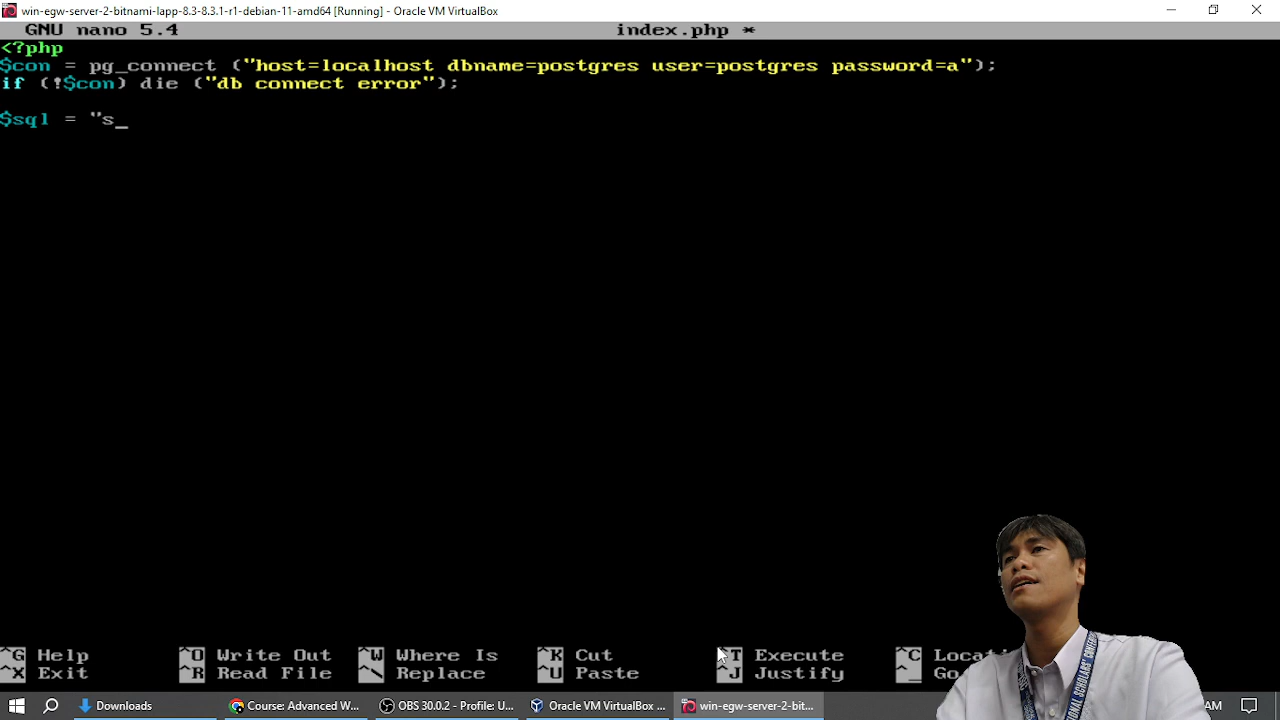 win-egw-server-2-bitnami-lapp-8.3-8.3.1-r1-debian-11-amd64 [Running] - Oracle VM VirtualBox
GNU nano 5.4 index.php *
<?php
$con = pg_connect ("host=localhost dbname=postgres user=postgres password=a");
if (!$con) die ("db connect error");
$sql = "s_
^G Help ^O Write Out ^W Where Is ^K Cut ^T Execute ^C Locati
^X Exit ^R Read File ^\ Replace ^U Paste ^J Justify ^_ Go
Downloads Course: Advanced W... OBS 30.0.2 - Profile: U... Oracle VM VirtualBox ... win-egw-server-2-bit... AM